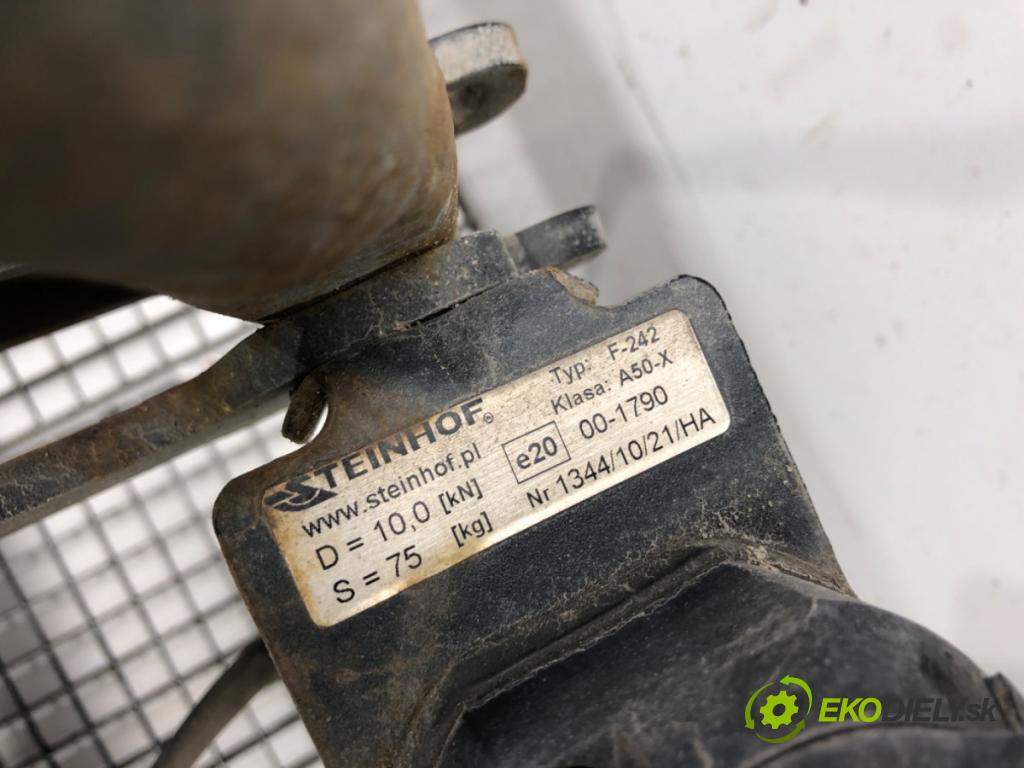 STEINHOF®
Typ: F-242
www.steinhof.pl
Klasa: A50-X
D = 10,0 [kN]
e20 00-1790
S = 75 [kg]
Nr 1344/10/21/HA
EKODIELY.sk